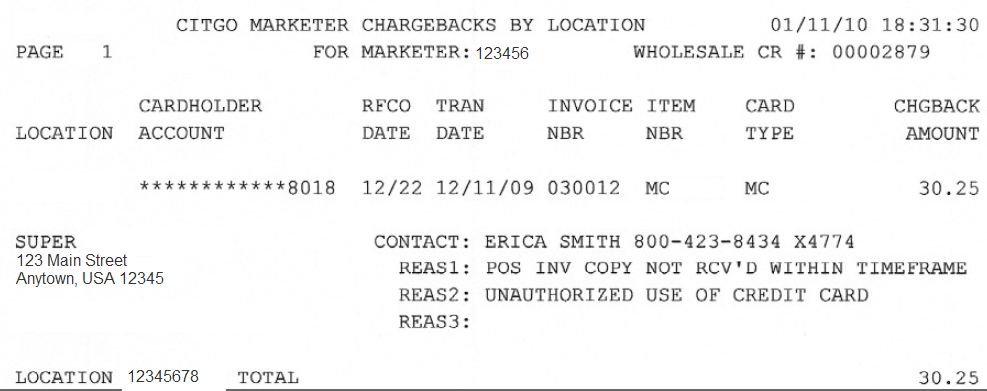 CITGO MARKETER CHARGEBACKS BY LOCATION 01/11/10 18:31:30
PAGE 1 FOR MARKETER: 123456 WHOLESALE CR #: 00002879
CARDHOLDER RFCO TRAN INVOICE ITEM CARD CHGBACK
LOCATION ACCOUNT DATE DATE NBR NBR TYPE AMOUNT
************8018 12/22 12/11/09 030012 MC MC 30.25
SUPER CONTACT: ERICA SMITH 800-423-8434 X4774
123 Main Street
REAS1: POS INV COPY NOT RCV'D WITHIN TIMEFRAME
Anytown, USA 12345
REAS2: UNAUTHORIZED USE OF CREDIT CARD
REAS3:
LOCATION 12345678 TOTAL 30.25